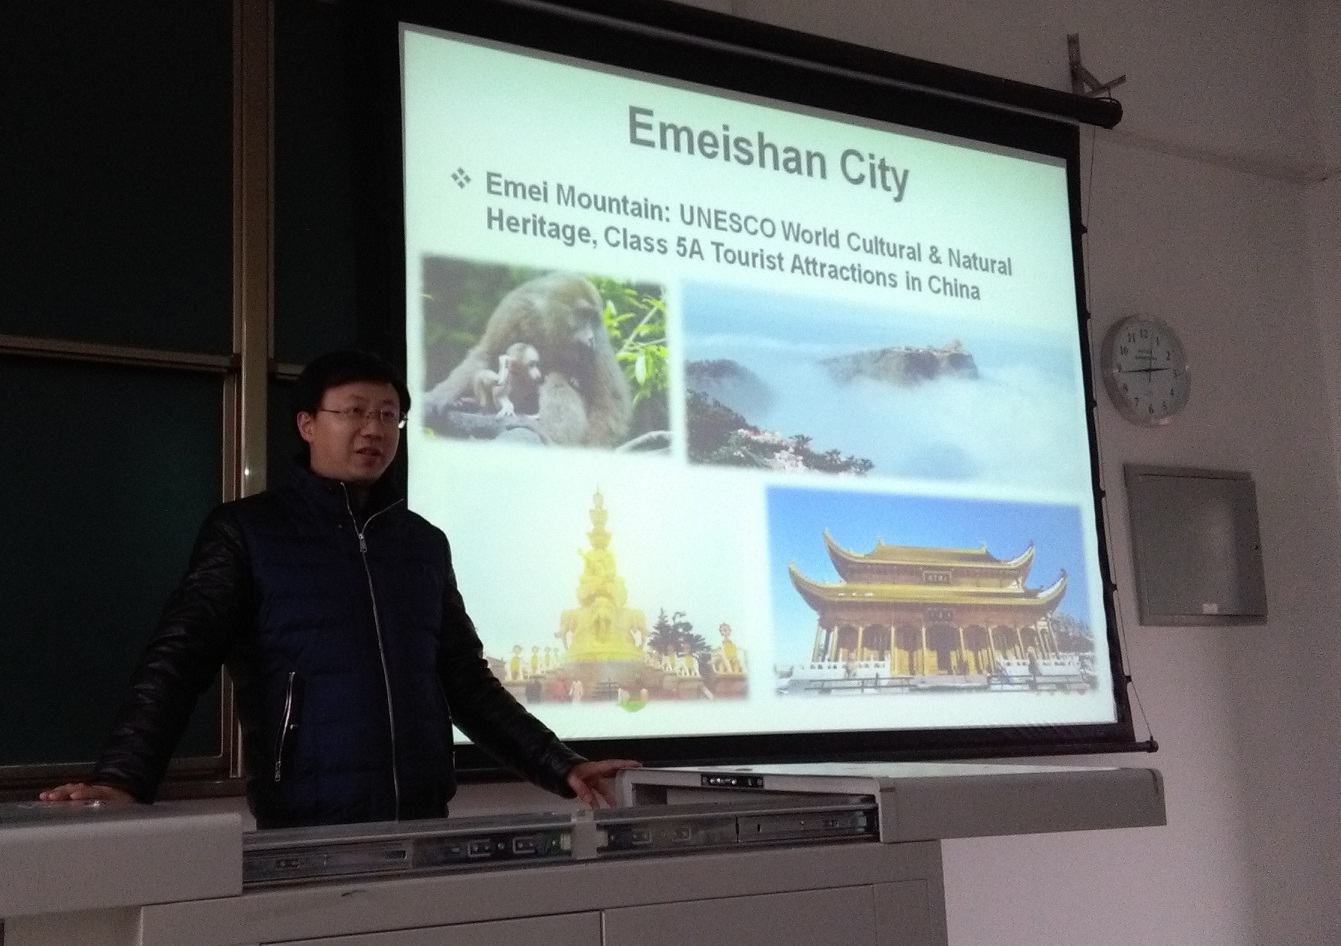 Emeishan City
❖ Emei Mountain: UNESCO World Cultural & Natural
Heritage, Class 5A Tourist Attractions in China